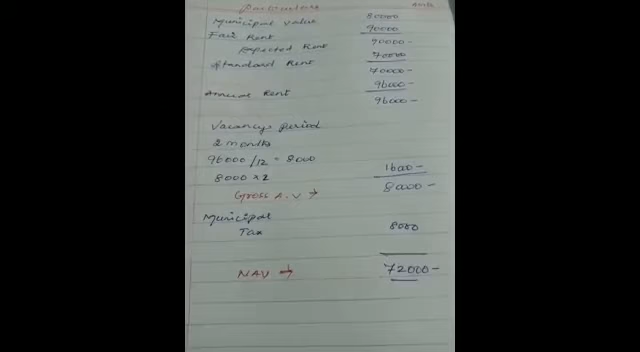 Particulars
Municipal Value 80000
Fair Rent 90000
Expected Rent 90000-
Standard Rent 70000
70000-
Annual Rent 96000-
96000-
Vacancy period
2 months
96000/12 = 8000
8000 × 2 16000-
Gross A.V → 80000-
Municipal
Tax 8000
NAV → 72000-